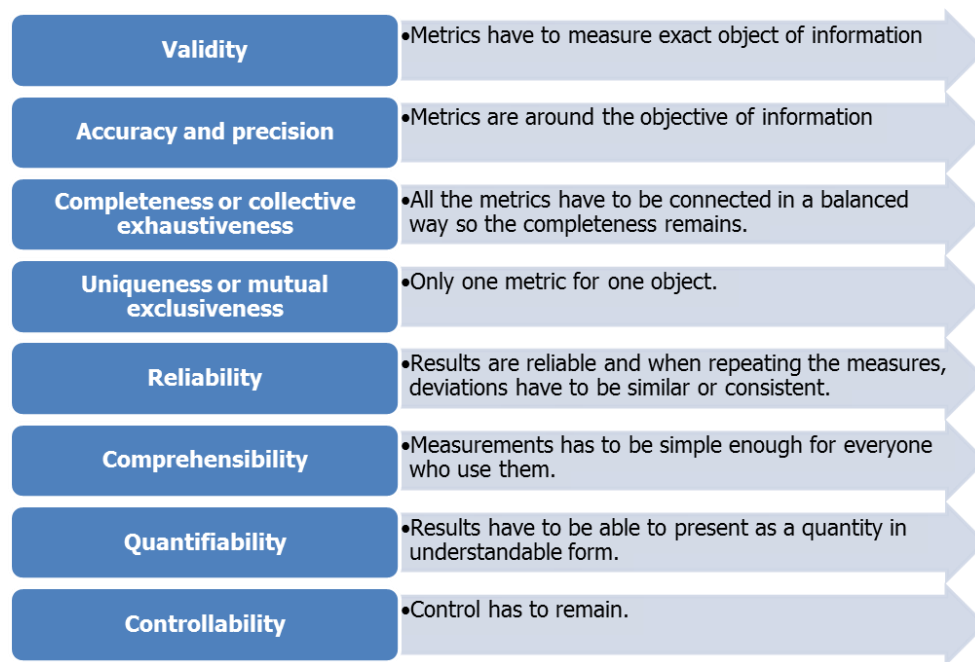 Validity
•Metrics have to measure exact object of information
Accuracy and precision
•Metrics are around the objective of information
Completeness or collective
exhaustiveness
•All the metrics have to be connected in a balanced
way so the completeness remains.
Uniqueness or mutual
exclusiveness
•Only one metric for one object.
Reliability
•Results are reliable and when repeating the measures,
deviations have to be similar or consistent.
Comprehensibility
•Measurements has to be simple enough for everyone
who use them.
Quantifiability
•Results have to be able to present as a quantity in
understandable form.
Controllability
•Control has to remain.